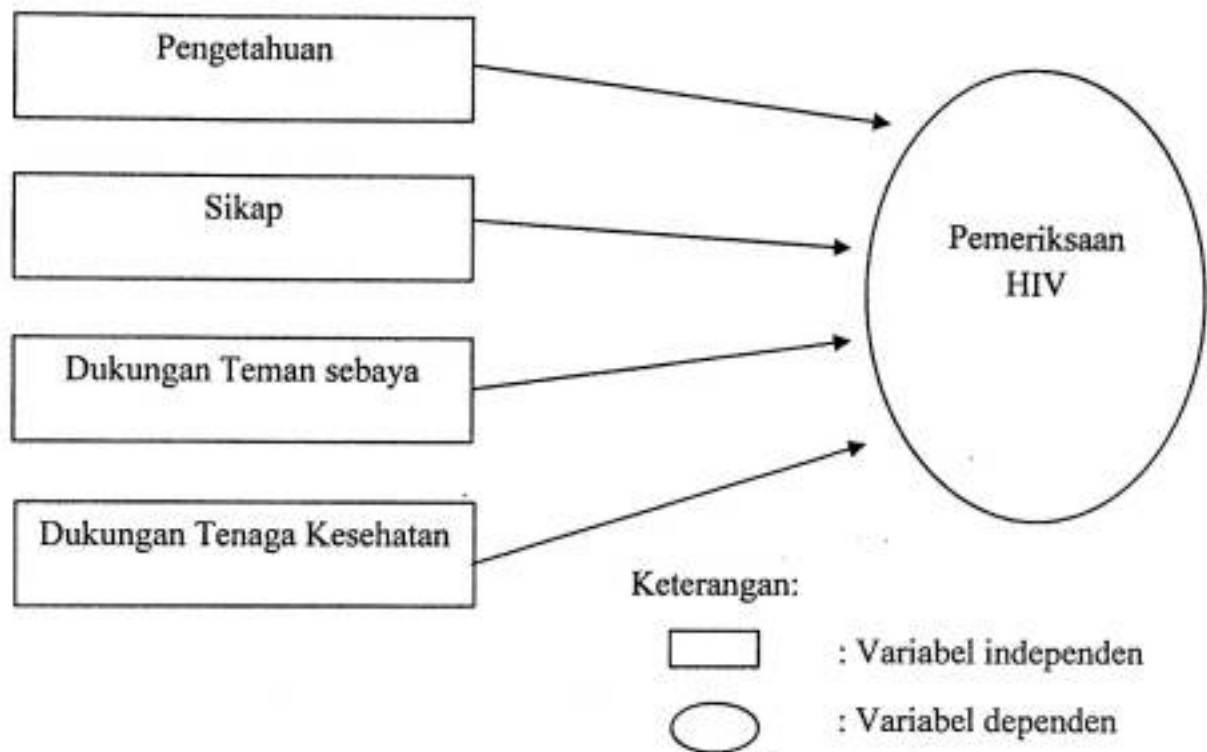 Pengetahuan
Sikap
Dukungan Teman sebaya
Dukungan Tenaga Kesehatan
Pemeriksaan
HIV
Keterangan:
: Variabel independen
: Variabel dependen